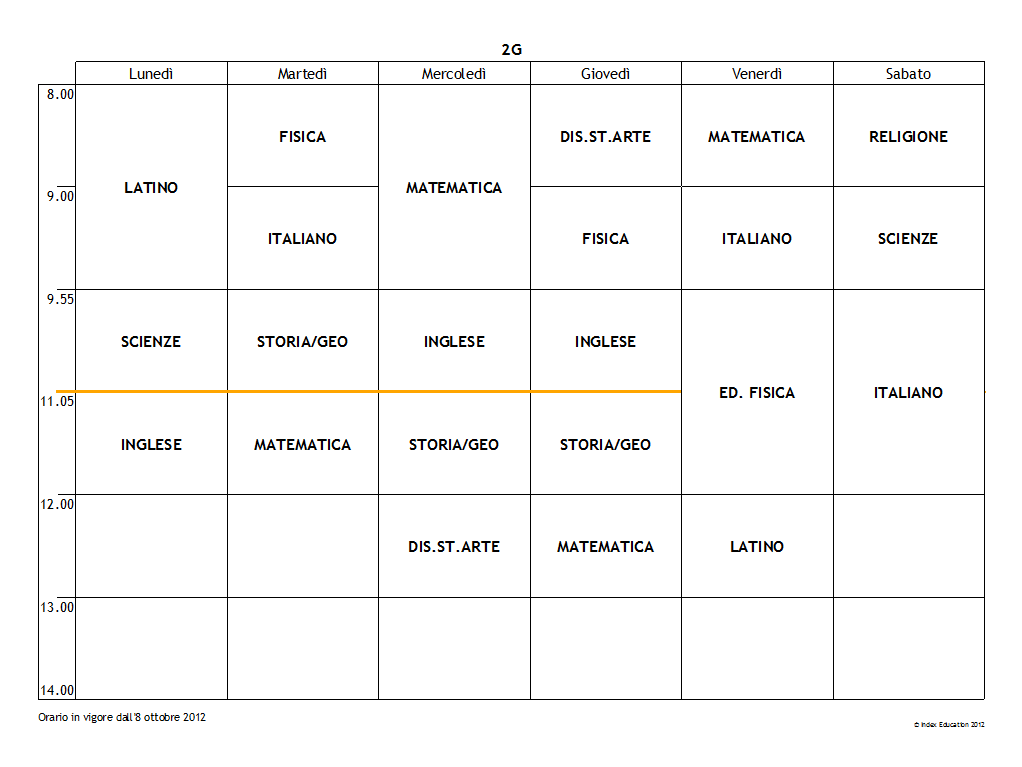 2G
Lunedì Martedì Mercoledì Giovedì Venerdì Sabato
8.00
FISICA DIS.ST.ARTE MATEMATICA RELIGIONE
LATINO MATEMATICA
9.00
ITALIANO FISICA ITALIANO SCIENZE
9.55
SCIENZE STORIA/GEO INGLESE INGLESE
ED. FISICA ITALIANO
11.05
INGLESE MATEMATICA STORIA/GEO STORIA/GEO
12.00
DIS.ST.ARTE MATEMATICA LATINO
13.00
14.00
Orario in vigore dall'8 ottobre 2012
© Index Education 2012